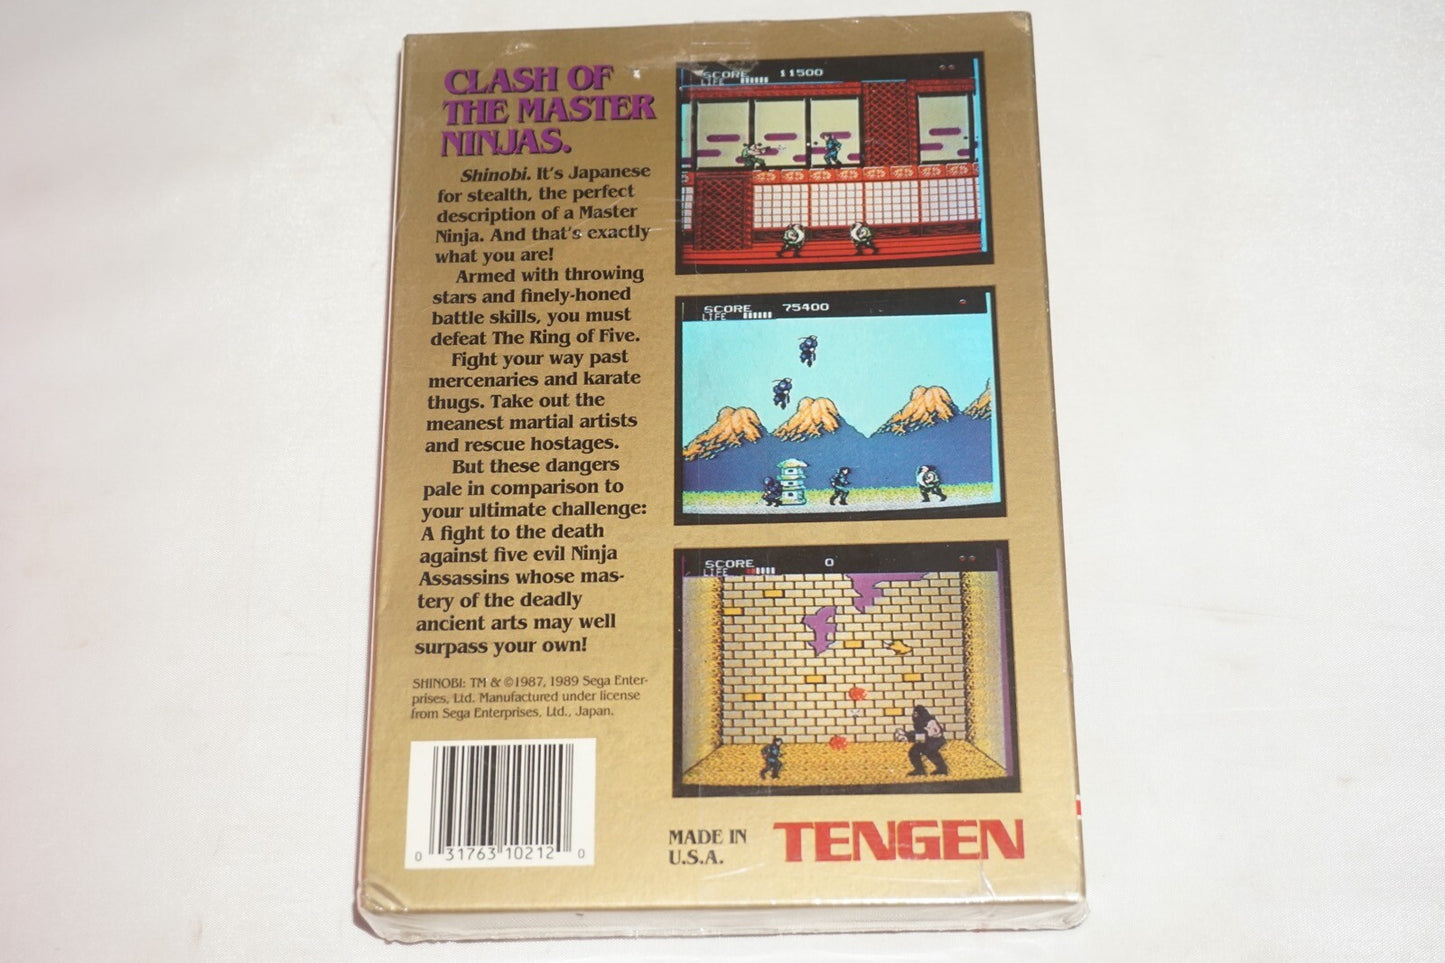 CLASH OF
THE MASTER
NINJAS.
Shinobi. It's Japanese
for stealth, the perfect
description of a Master
Ninja. And that's exactly
what you are!
Armed with throwing
stars and finely-honed
battle skills, you must
defeat The Ring of Five.
Fight your way past
mercenaries and karate
thugs. Take out the
meanest martial artists
and rescue hostages.
But these dangers
pale in comparison to
your ultimate challenge:
A fight to the death
against five evil Ninja
Assassins whose mas-
tery of the deadly
ancient arts may well
surpass your own!
SHINOBI: TM & ©1987, 1989 Sega Enter-
prises, Ltd. Manufactured under license
from Sega Enterprises, Ltd., Japan.
0 31763 10212 0
SCORE 11500
LIFE
SCORE 75400
LIFE
SCORE 0
LIFE
MADE IN
U.S.A.
TENGEN